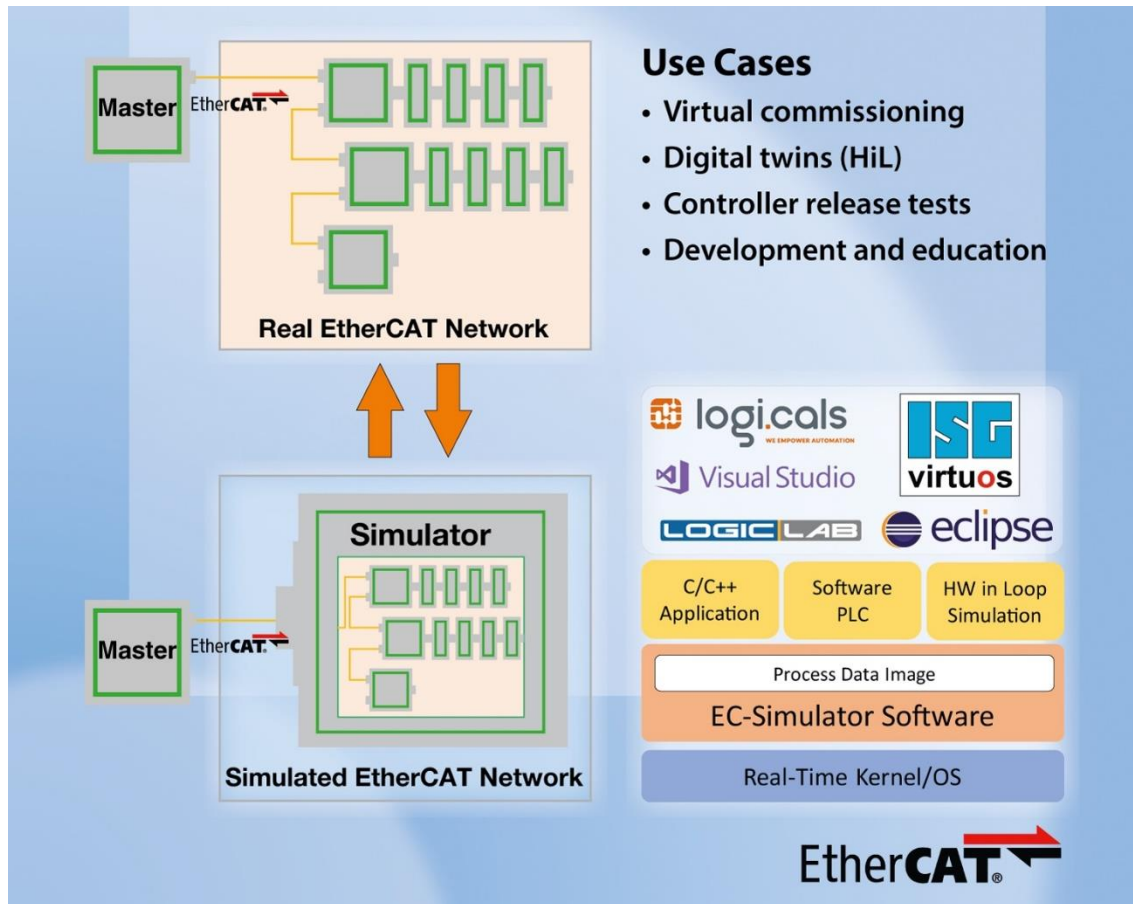 Master
EtherCAT®
Real EtherCAT Network
Use Cases
• Virtual commissioning
• Digital twins (HiL)
• Controller release tests
• Development and education
Master
EtherCAT®
Simulator
Simulated EtherCAT Network
logi.cals
WE EMPOWER AUTOMATION
ISG
virtuos
Visual Studio
LOGIC LAB
eclipse
C/C++
Application
Software
PLC
HW in Loop
Simulation
Process Data Image
EC-Simulator Software
Real-Time Kernel/OS
EtherCAT®